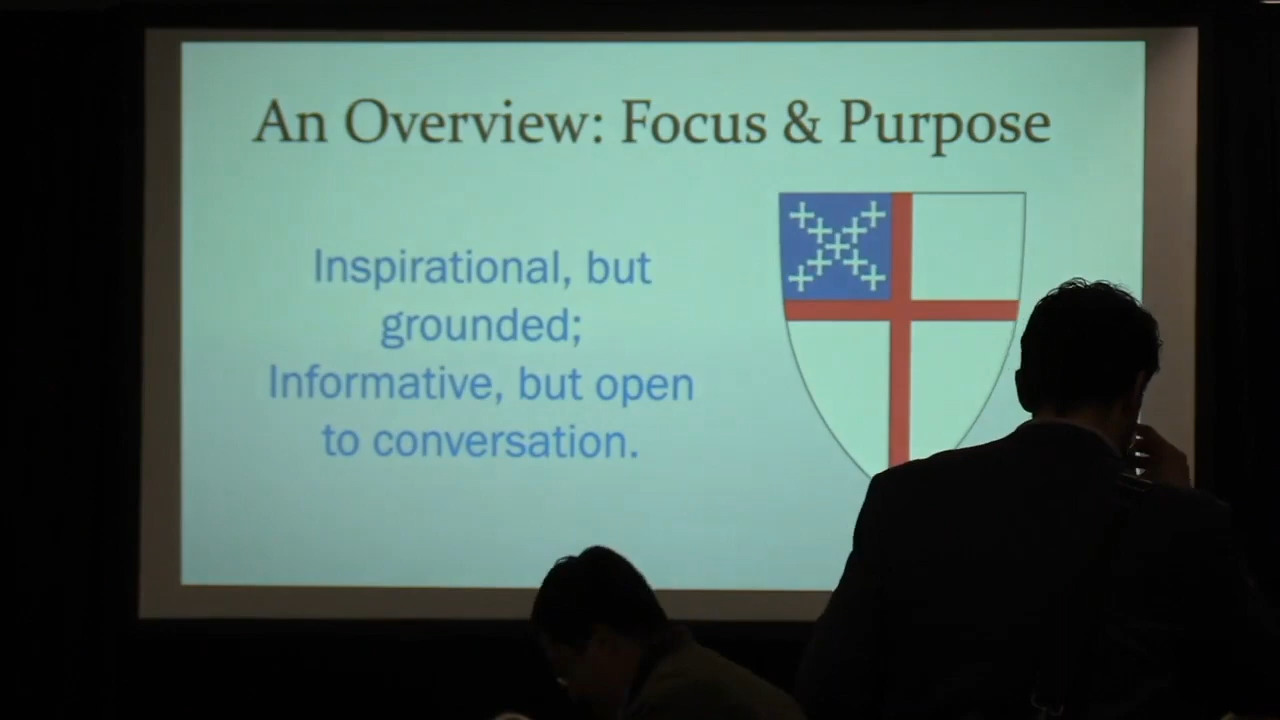 An Overview: Focus & Purpose
Inspirational, but
grounded;
Informative, but open
to conversation.